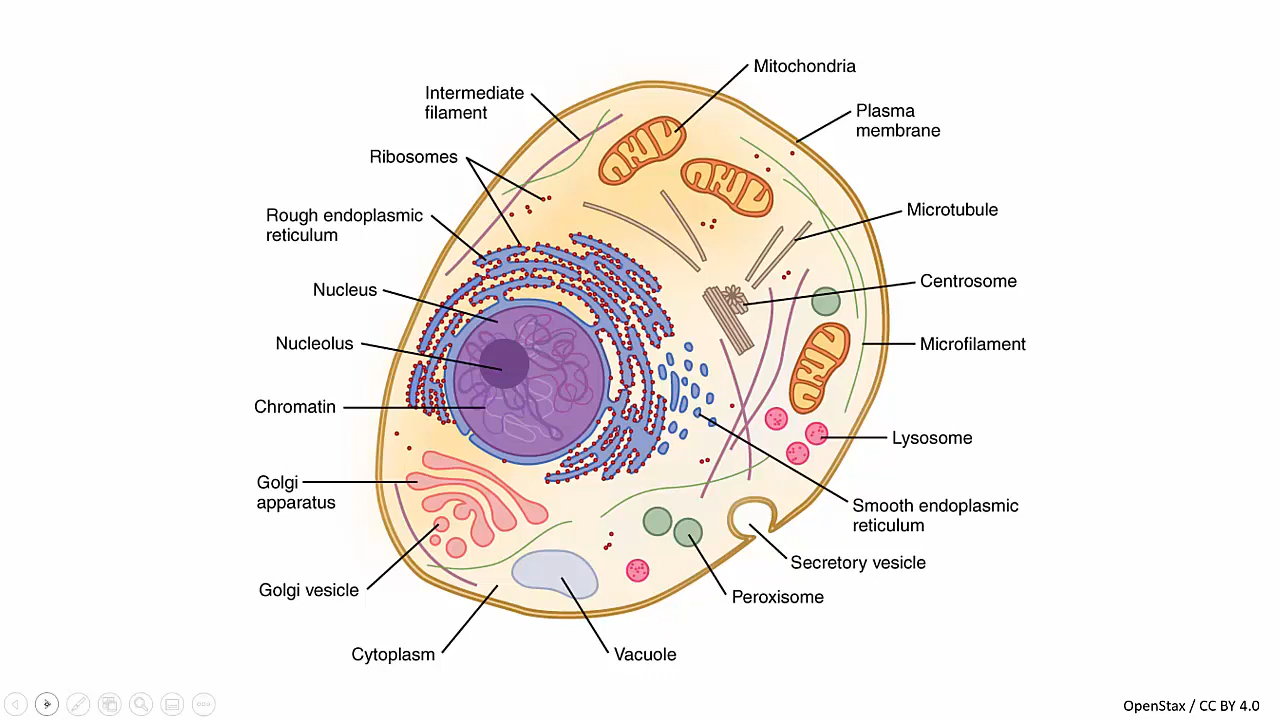 Mitochondria
Intermediate
filament
Plasma
membrane
Ribosomes
Rough endoplasmic
reticulum
Microtubule
Nucleus
Centrosome
Nucleolus
Microfilament
Chromatin
Lysosome
Golgi
apparatus
Smooth endoplasmic
reticulum
Secretory vesicle
Golgi vesicle
Peroxisome
Cytoplasm
Vacuole
OpenStax / CC BY 4.0